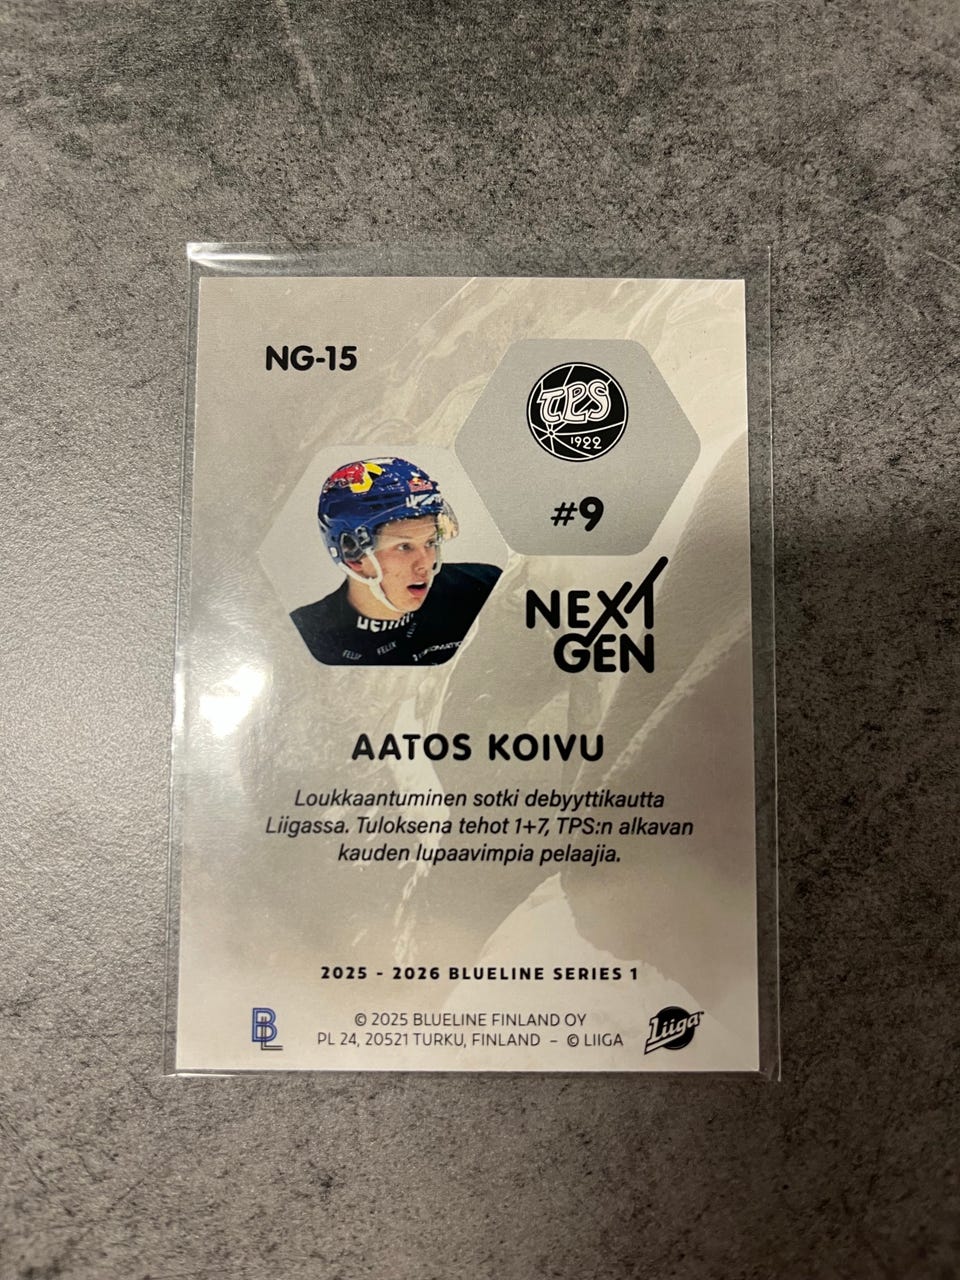 NG-15
TPS
1922
#9
NEXT
GEN
FELIX
FELIX
AATOS KOIVU
Loukkaantuminen sotki debyyttikautta
Liigassa. Tuloksena tehot 1+7, TPS:n alkavan
kauden lupaavimpia pelaajia.
2025 - 2026 BLUELINE SERIES 1
BL
© 2025 BLUELINE FINLAND OY
PL 24, 20521 TURKU, FINLAND - © LIIGA
Liiga